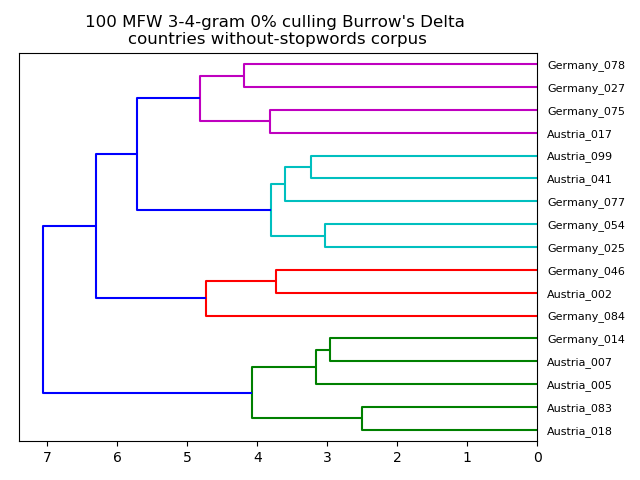 100 MFW 3-4-gram 0% culling Burrow's Delta
countries without-stopwords corpus
Germany_078
Germany_027
Germany_075
Austria_017
Austria_099
Austria_041
Germany_077
Germany_054
Germany_025
Germany_046
Austria_002
Germany_084
Germany_014
Austria_007
Austria_005
Austria_083
Austria_018
7 6 5 4 3 2 1 0